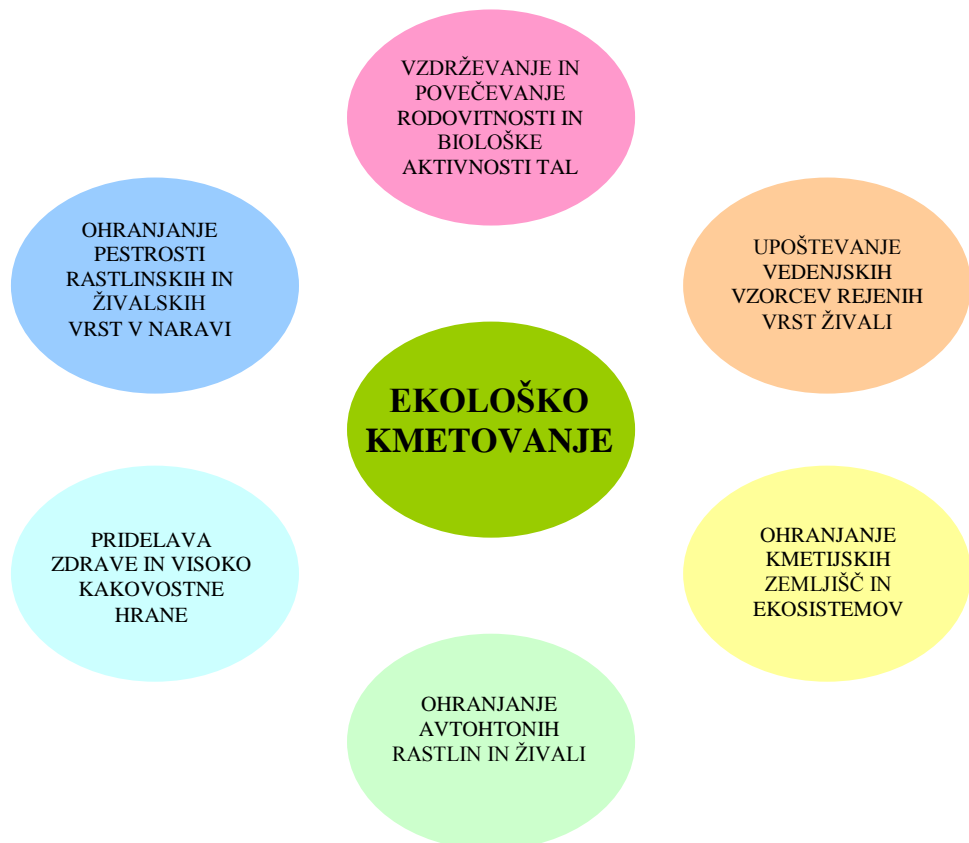 VZDRŽEVANJE IN
POVEČEVANJE
RODOVITNOSTI IN
BIOLOŠKE
AKTIVNOSTI TAL
OHRANJANJE
PESTROSTI
RASTLINSKIH IN
ŽIVALSKIH
VRST V NARAVI
UPOŠTEVANJE
VEDENJSKIH
VZORCEV REJENIH
VRST ŽIVALI
EKOLOŠKO
KMETOVANJE
PRIDELAVA
ZDRAVE IN VISOKO
KAKOVOSTNE
HRANE
OHRANJANJE
KMETIJSKIH
ZEMLJIŠČ IN
EKOSISTEMOV
OHRANJANJE
AVTOHTONIH
RASTLIN IN ŽIVALI